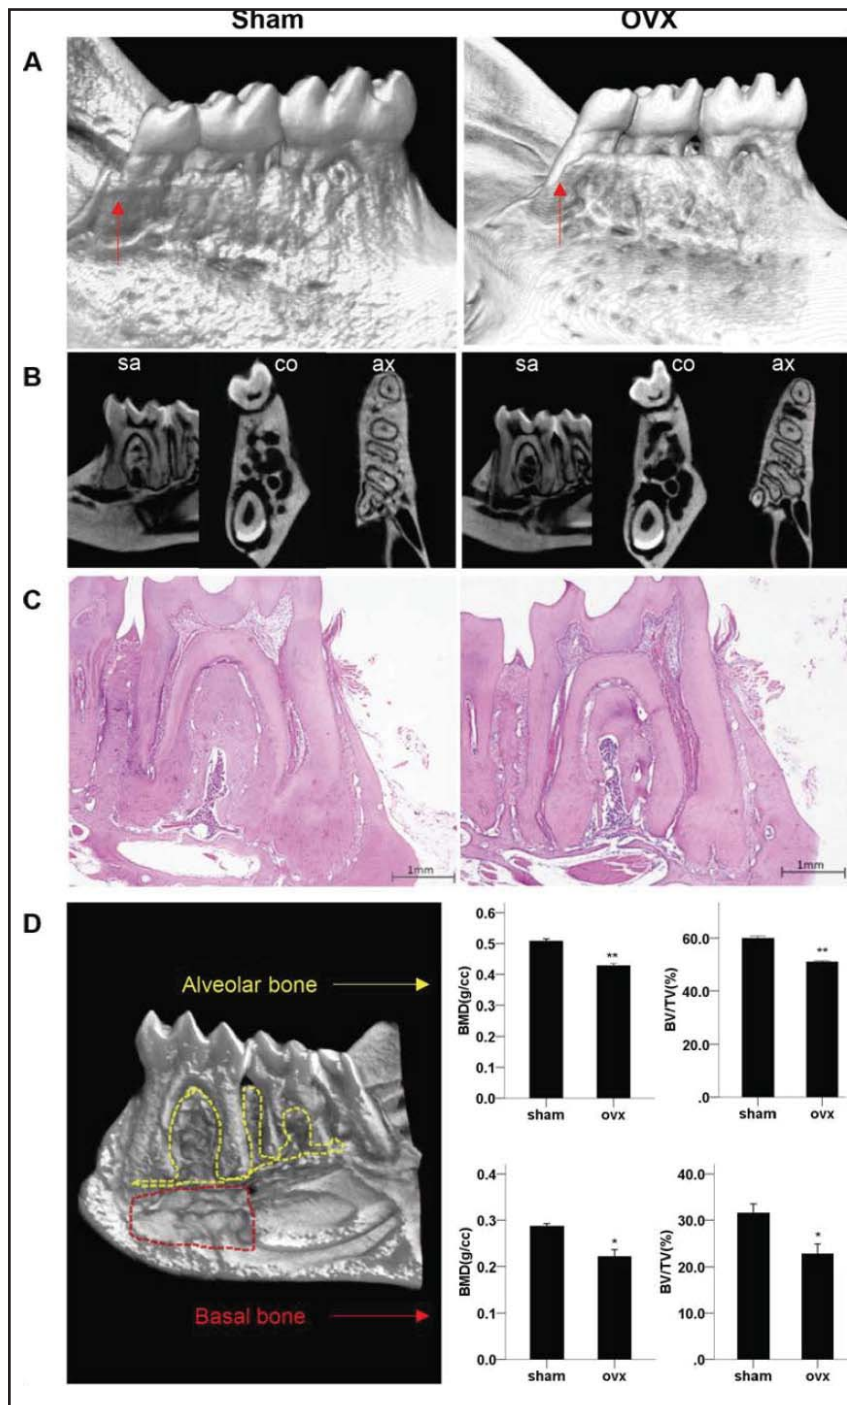 Sham OVX
A
B
sa co ax sa co ax
C
1mm 1mm
D
Alveolar bone
Basal bone
BMD(g/cc)
0.6
0.5
0.4
0.3
0.2
0.1
0.0
**
sham ovx
BV/TV(%)
60.0
40.0
20.0
.0
**
sham ovx
BMD(g/cc)
0.4
0.3
0.2
0.1
0.0
*
sham ovx
BV/TV(%)
40.0
30.0
20.0
10.0
0.0
*
sham ovx